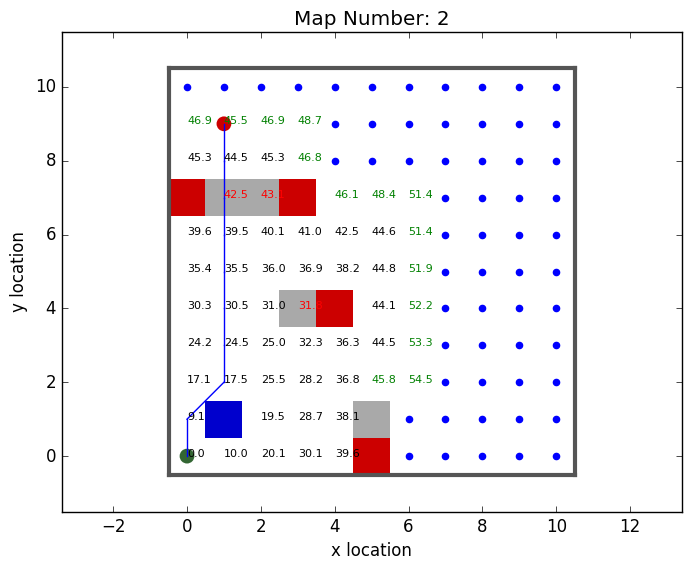 Map Number: 2
10
46.9 45.5 46.9 48.7
8
45.3 44.5 45.3 46.8
42.5 46.1 48.4 51.4
6
39.6 39.5 40.1 41.0 42.5 44.6 51.4
35.4 35.5 36.0 36.9 38.2 44.8 51.9
4
30.3 30.5 31.0 44.1 52.2
24.2 24.5 25.0 32.3 36.3 44.5 53.3
2
17.1 17.5 25.5 28.2 36.8 45.8 54.5
9.1 19.5 28.7 38.1
0
0.0 10.0 20.1 30.1 39.6
−2 0 2 4 6 8 10 12
x location
y location